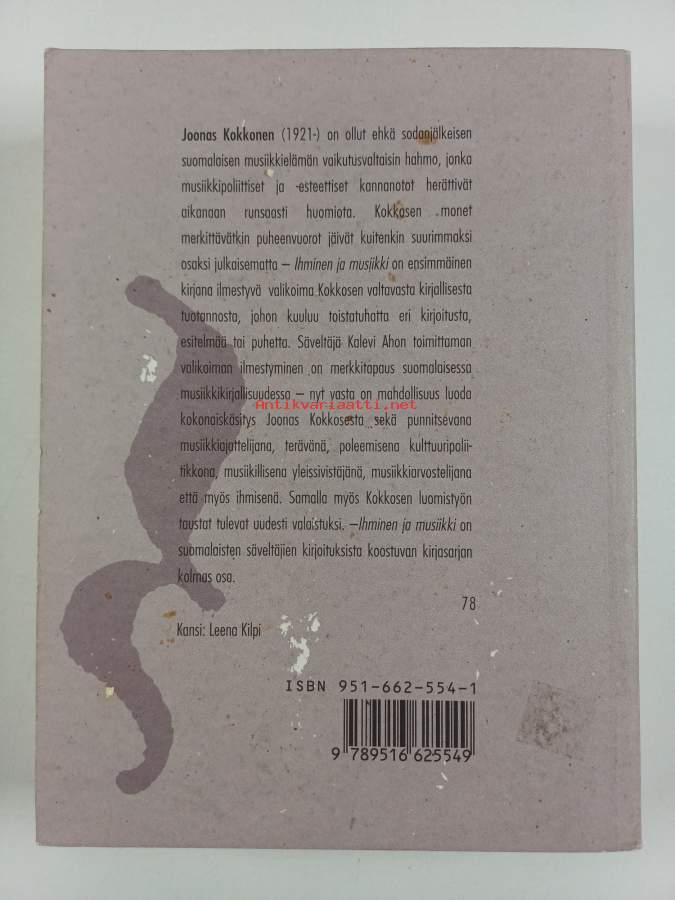 Joonas Kokkonen (1921-) on ollut ehkä sodanjälkeisen
suomalaisen musiikkielämän vaikutusvaltaisin hahmo, jonka
musiikkipoliittiset ja -esteettiset kannanotot herättivät
aikanaan runsaasti huomiota. Kokkosen monet
merkittävätkin puheenvuorot jäivät kuitenkin suurimmaksi
osaksi julkaisematta – Ihminen ja musiikki on ensimmäinen
kirjana ilmestyvä valikoima Kokkosen valtavasta kirjallisesta
tuotannosta, johon kuuluu toistatuhatta eri kirjoitusta,
esitelmää tai puhetta. Säveltäjä Kalevi Ahon toimittaman
valikoiman ilmestyminen on merkkitapaus suomalaisessa
musiikkikirjallisuudessa – nyt vasta on mahdollisuus luoda
Antikvariaatti.net
kokonaiskäsitys Joonas Kokkosesta sekä punnitsevana
musiikkiajattelijana, terävänä, poleemisena kulttuuripolii-
tikkona, musiikillisena yleissivistäjänä, musiikkiarvostelijana
että myös ihmisenä. Samalla myös Kokkosen luomistyön
taustat tulevat uudesti valaistuksi. –Ihminen ja musiikki on
suomalaisten säveltäjien kirjoituksista koostuvan kirjasarjan
kolmas osa.
78
Kansi: Leena Kilpi
ISBN 951-662-554-1
9 789516 625549